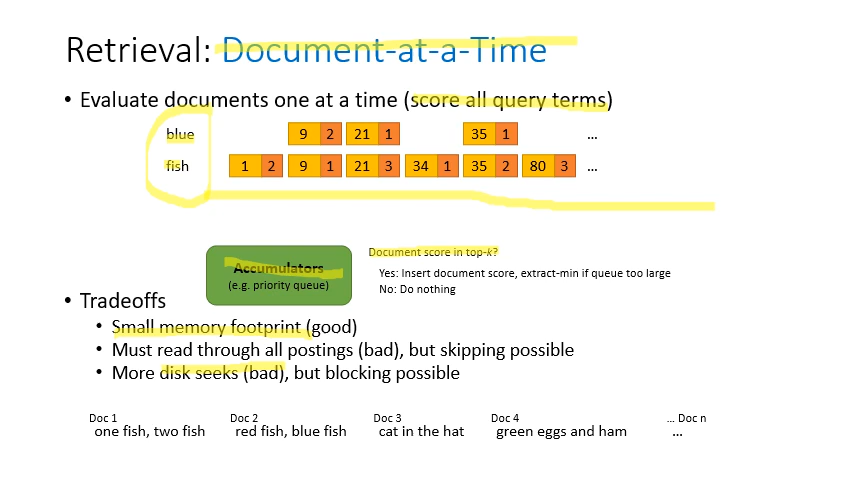 Retrieval: Document-at-a-Time
• Evaluate documents one at a time (score all query terms)
blue 9 2 21 1 35 1 ...
fish 1 2 9 1 21 3 34 1 35 2 80 3 ...
Document score in top-k?
Accumulators
(e.g. priority queue)
Yes: Insert document score, extract-min if queue too large
No: Do nothing
• Tradeoffs
• Small memory footprint (good)
• Must read through all postings (bad), but skipping possible
• More disk seeks (bad), but blocking possible
Doc 1 Doc 2 Doc 3 Doc 4 ... Doc n
one fish, two fish red fish, blue fish cat in the hat green eggs and ham ...